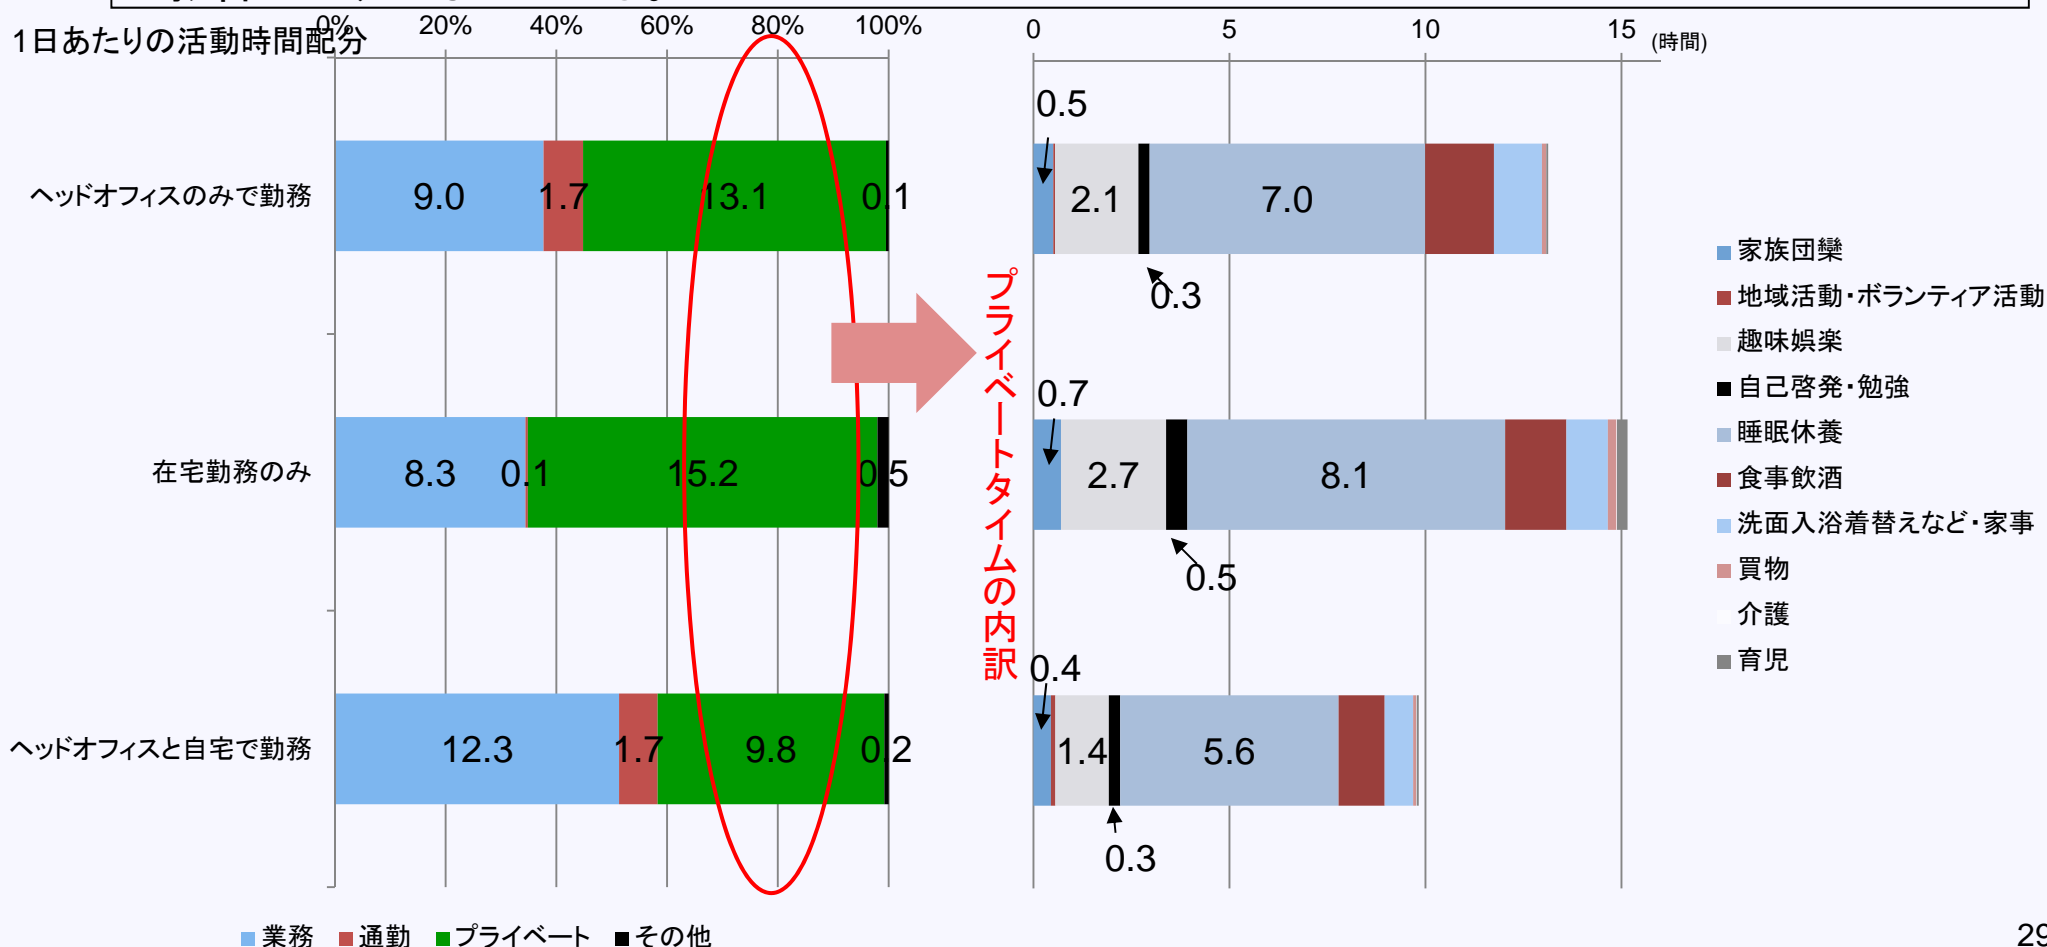 1日あたりの活動時間配分
0% 20% 40% 60% 80% 100%
0 5 10 15 (時間)
ヘッドオフィスのみで勤務
9.0 1.7 13.1 0.1
0.5
2.1 7.0
0.3
在宅勤務のみ
8.3 0.1 15.2 0.5
0.7
2.7 8.1
0.5
ヘッドオフィスと自宅で勤務
12.3 1.7 9.8 0.2
0.4
1.4 5.6
0.3
プライベートタイムの内訳
家族団欒
地域活動・ボランティア活動
趣味娯楽
自己啓発・勉強
睡眠休養
食事飲酒
洗面入浴着替えなど・家事
買物
介護
育児
業務 通勤 プライベート その他
29